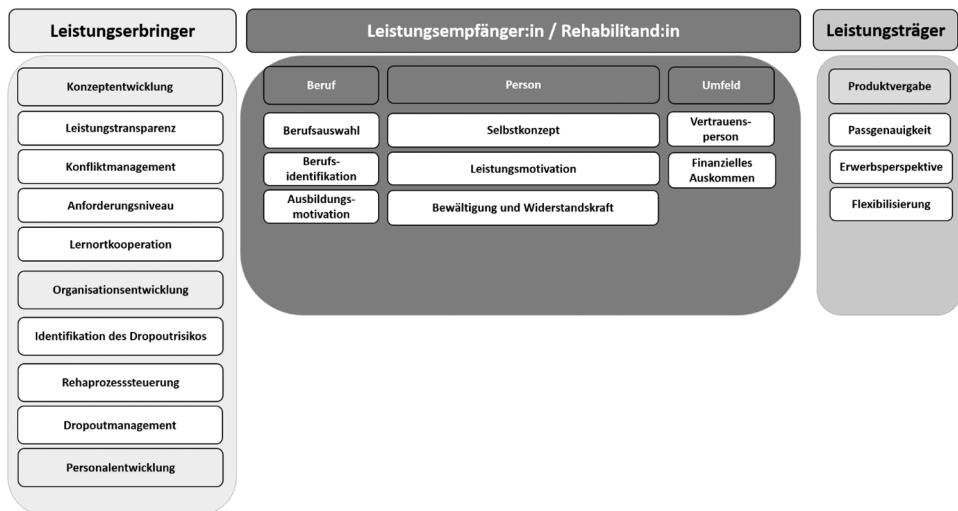 Leistungserbringer
Konzeptentwicklung
Leistungstransparenz
Konfliktmanagement
Anforderungsniveau
Lernortkooperation
Organisationsentwicklung
Identifikation des Dropoutrisikos
Rehaprozesssteuerung
Dropoutmanagement
Personalentwicklung
Leistungsempfänger:in / Rehabilitand:in
Beruf
Berufsauswahl
Berufs-
identifikation
Ausbildungs-
motivation
Person
Selbstkonzept
Leistungsmotivation
Bewältigung und Widerstandskraft
Umfeld
Vertrauens-
person
Finanzielles
Auskommen
Leistungsträger
Produktvergabe
Passgenauigkeit
Erwerbsperspektive
Flexibilisierung